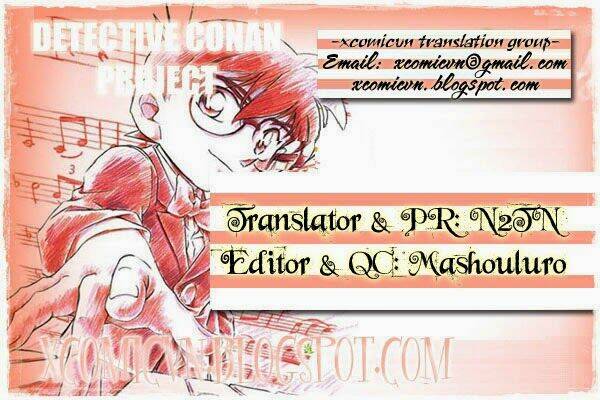 DETECTIVE CONAN
PROJECT
-xcomicvn translation group-
Email: xcomicvn@gmail.com
xcomicvn.blogspot.com
Translator & PR: N2TN
Editor & QC: Mashouluro
XCOMICVN.BLOGSPOT.COM
3